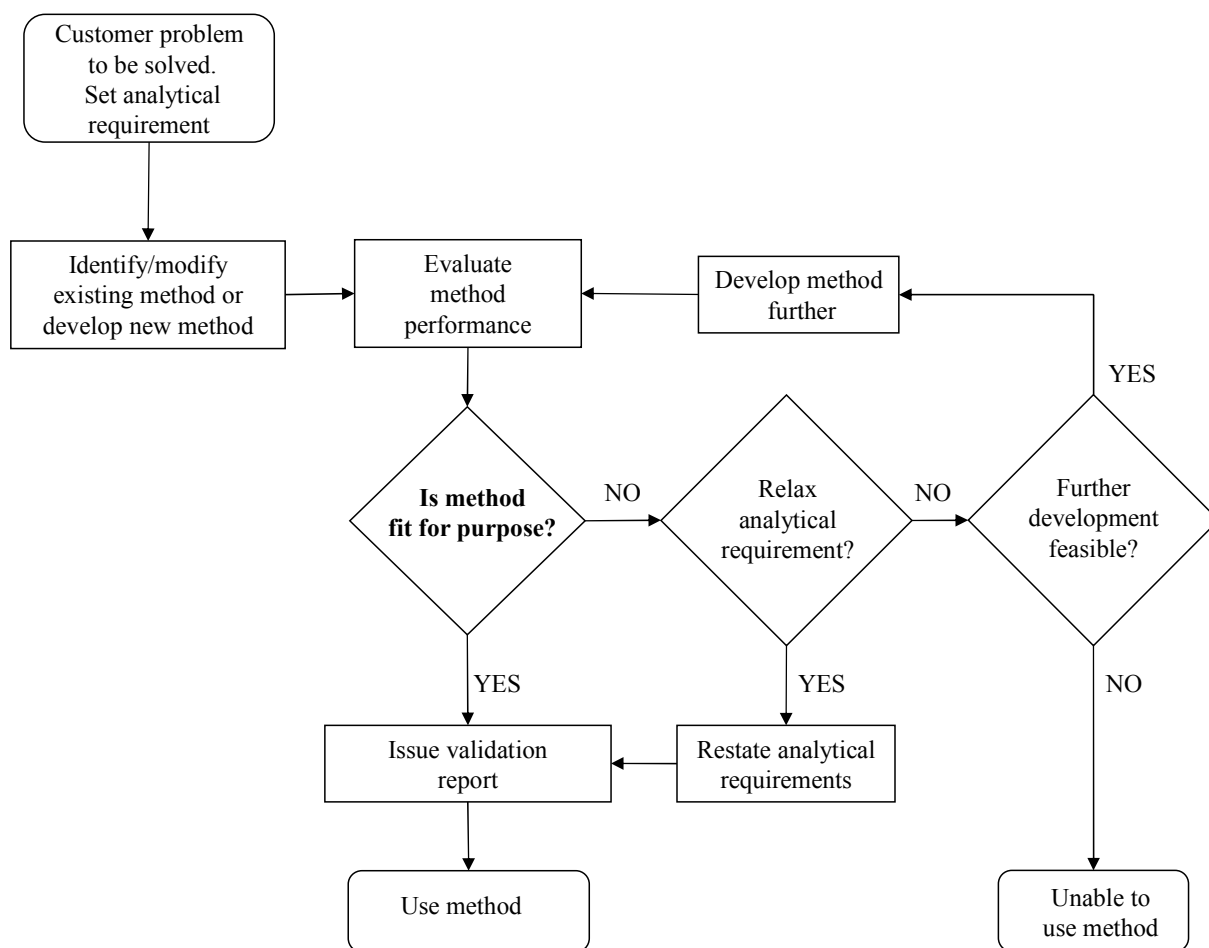 Customer problem
to be solved.
Set analytical
requirement
Identify/modify
existing method or
develop new method
Evaluate
method
performance
Develop method
further
YES
Is method
fit for purpose?
NO
Relax
analytical
requirement?
NO
Further
development
feasible?
YES
YES
NO
Issue validation
report
Restate analytical
requirements
Use method
Unable to
use method